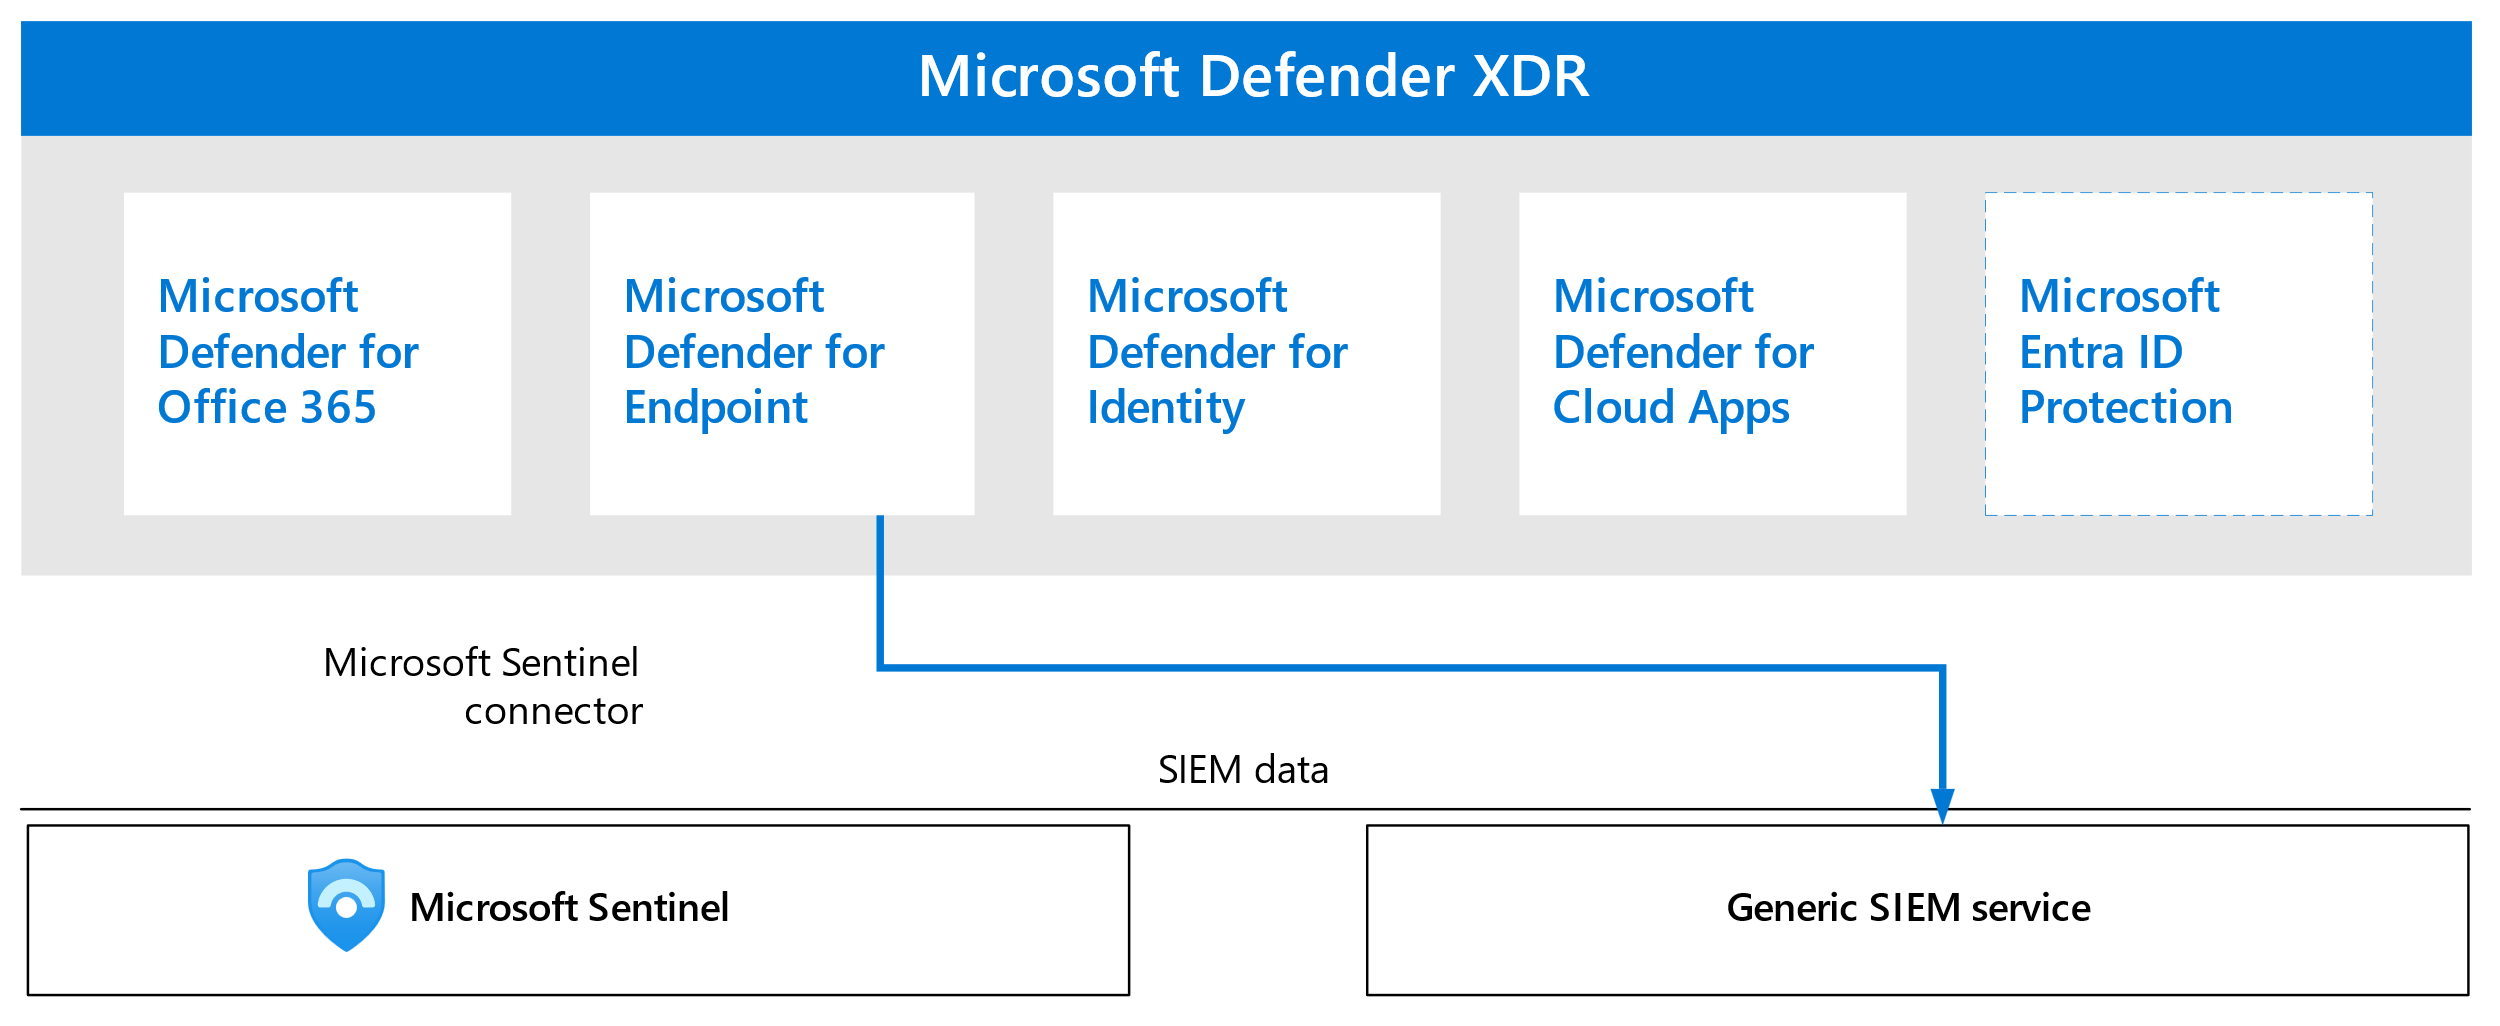 Microsoft Defender XDR
Microsoft
Defender for
Office 365
Microsoft
Defender for
Endpoint
Microsoft
Defender for
Identity
Microsoft
Defender for
Cloud Apps
Microsoft
Entra ID
Protection
Microsoft Sentinel
connector
SIEM data
Microsoft Sentinel
Generic SIEM service